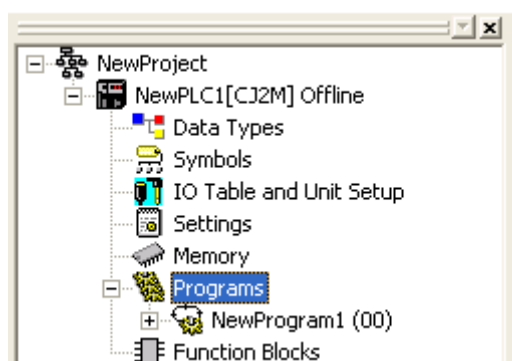 NewProject
NewPLC1[CJ2M] Offline
Data Types
Symbols
IO Table and Unit Setup
Settings
Memory
Programs
NewProgram1 (00)
Function Blocks